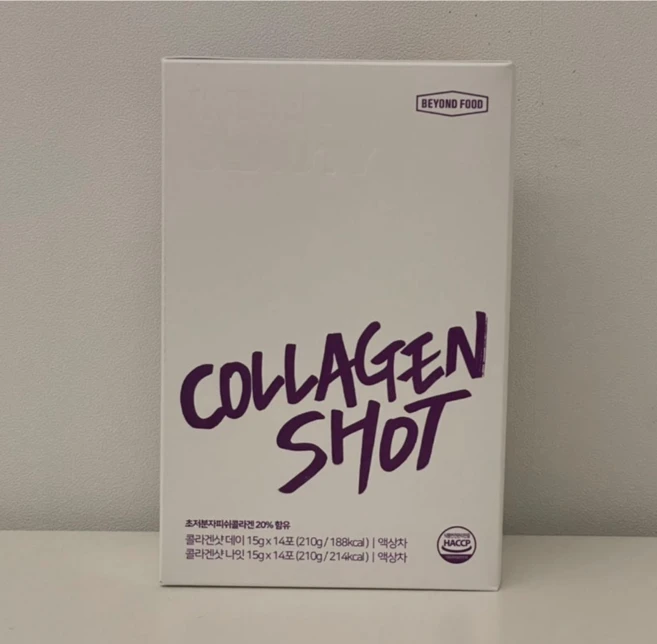 BEYOND FOOD
COLLAGEN
SHOT
초저분자피쉬콜라겐 20% 함유
콜라겐샷 데이 15g x 14포 (210g / 188kcal) | 액상차
콜라겐샷 나잇 15g x 14포 (210g / 214kcal) | 액상차
HACCP